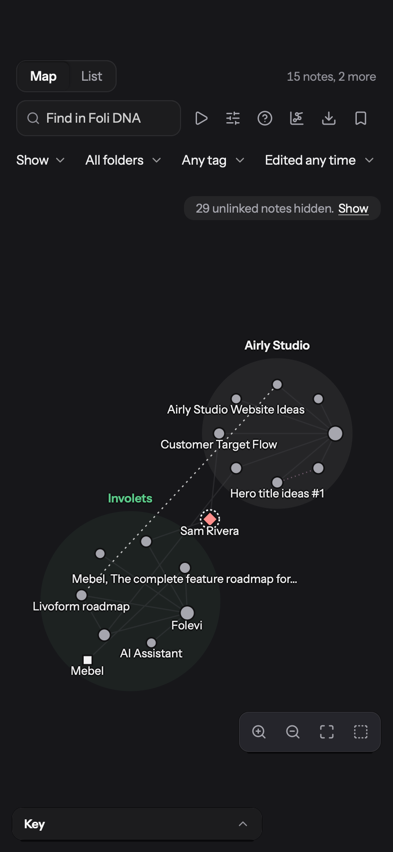 Map
List
15 notes, 2 more
Find in Foli DNA
Show
All folders
Any tag
Edited any time
29 unlinked notes hidden. Show
Airly Studio
Airly Studio Website Ideas
Customer Target Flow
Hero title ideas #1
Involets
Sam Rivera
Mebel, The complete feature roadmap for...
Livoform roadmap
Folevi
AI Assistant
Mebel
Key